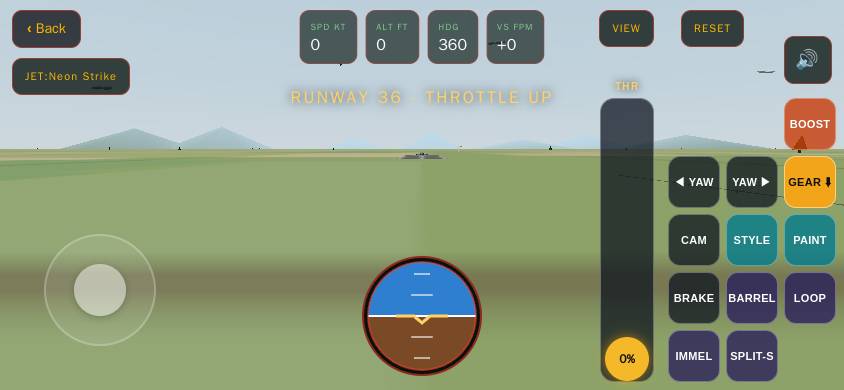 ‹ Back
JET:Neon Strike
SPD KT
0
ALT FT
0
HDG
360
VS FPM
+0
VIEW
RESET
RUNWAY 36 · THROTTLE UP
THR
0%
BOOST
◀ YAW
YAW ▶
GEAR ⬇
CAM
STYLE
PAINT
BRAKE
BARREL
LOOP
IMMEL
SPLIT-S